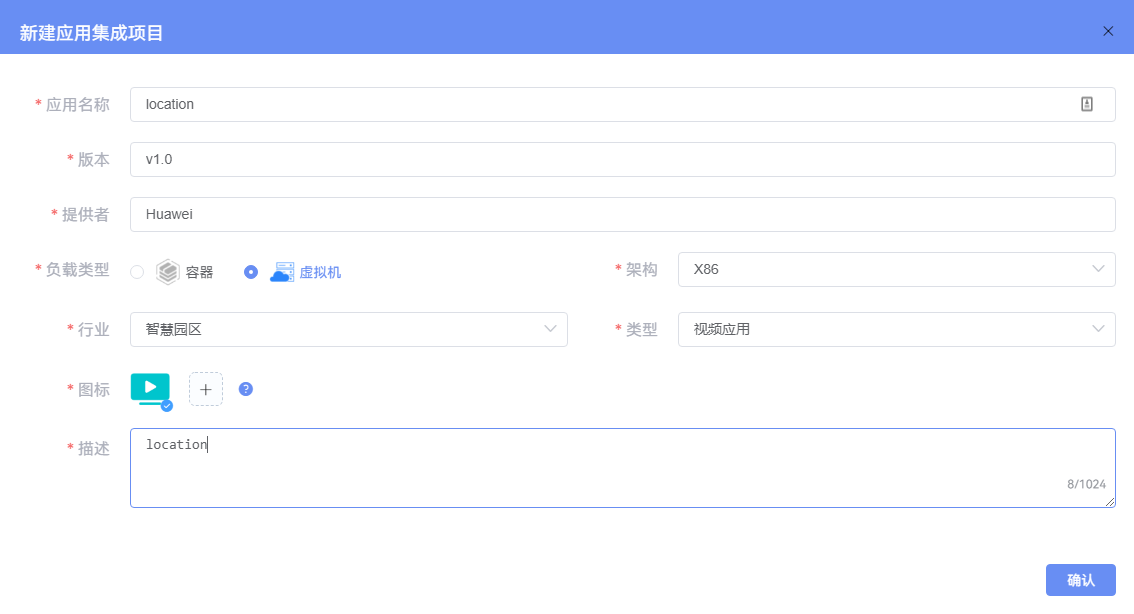 新建应用集成项目
* 应用名称 location
* 版本 v1.0
* 提供者 Huawei
* 负载类型 容器 虚拟机 * 架构 X86
* 行业 智慧园区 * 类型 视频应用
* 图标 + ?
* 描述 location
8/1024
确认